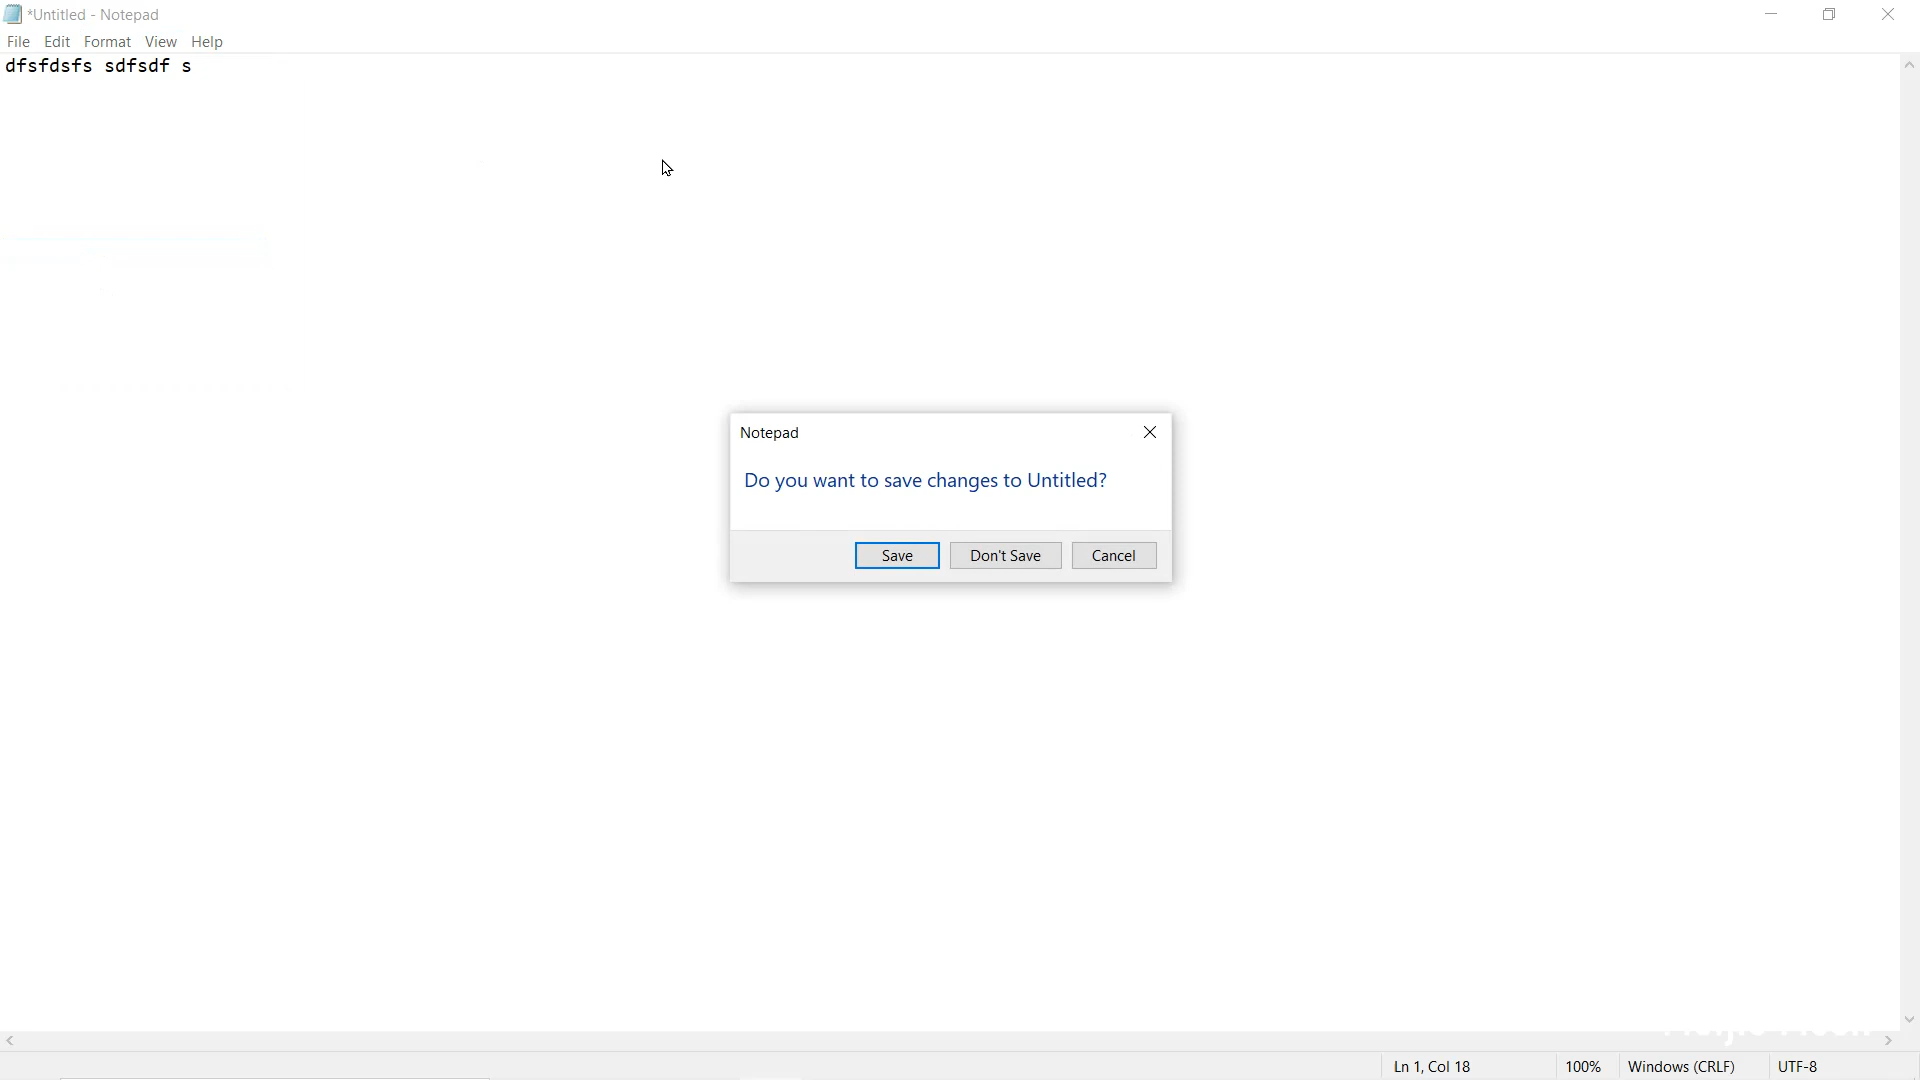 *Untitled - Notepad
File Edit Format View Help
dfsfdsfs sdfsdf s
Notepad
Do you want to save changes to Untitled?
Save Don't Save Cancel
Ln 1, Col 18 100% Windows (CRLF) UTF-8